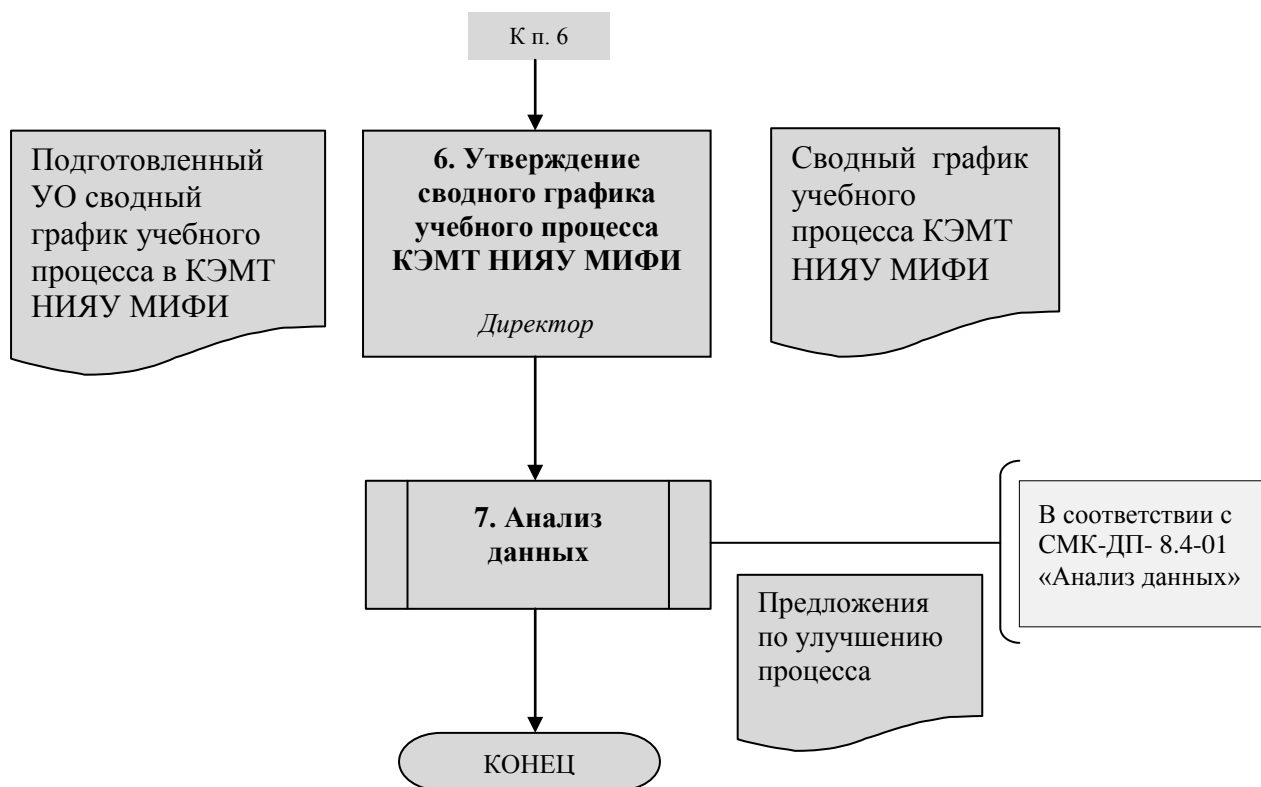 К п. 6
Подготовленный
УО сводный
график учебного
процесса в КЭМТ
НИЯУ МИФИ
6. Утверждение
сводного графика
учебного процесса
КЭМТ НИЯУ МИФИ
Директор
Сводный график
учебного
процесса КЭМТ
НИЯУ МИФИ
7. Анализ
данных
В соответствии с
СМК-ДП- 8.4-01
«Анализ данных»
Предложения
по улучшению
процесса
КОНЕЦ